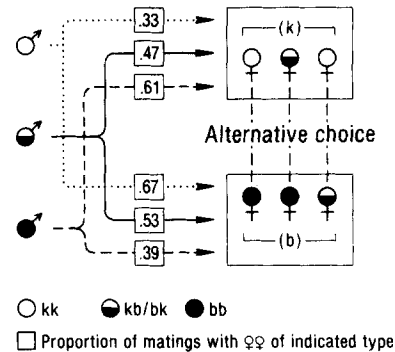 .33
(k)
.47
.61
Alternative choice
.67
.53
.39
(b)
kk kb/bk bb
Proportion of matings with ♀♀ of indicated type